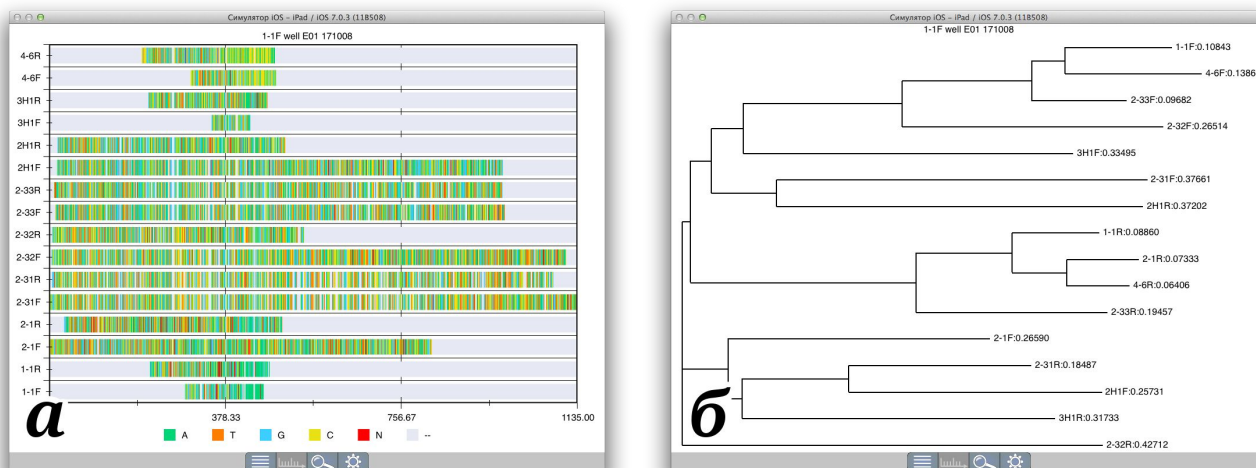 Симулятор iOS – iPad / iOS 7.0.3 (11B508)
1-1F well E01 171008
4-6R
4-6F
3H1R
3H1F
2H1R
2H1F
2-33R
2-33F
2-32R
2-32F
2-31R
2-31F
2-1R
2-1F
1-1R
1-1F
378.33 756.67 1135.00
A T G C N --
а
Симулятор iOS – iPad / iOS 7.0.3 (11B508)
1-1F well E01 171008
1-1F:0.10843
4-6F:0.1386
2-33F:0.09682
2-32F:0.26514
3H1F:0.33495
2-31F:0.37661
2H1R:0.37202
1-1R:0.08860
2-1R:0.07333
4-6R:0.06406
2-33R:0.19457
2-1F:0.26590
2-31R:0.18487
2H1F:0.25731
3H1R:0.31733
2-32R:0.42712
б